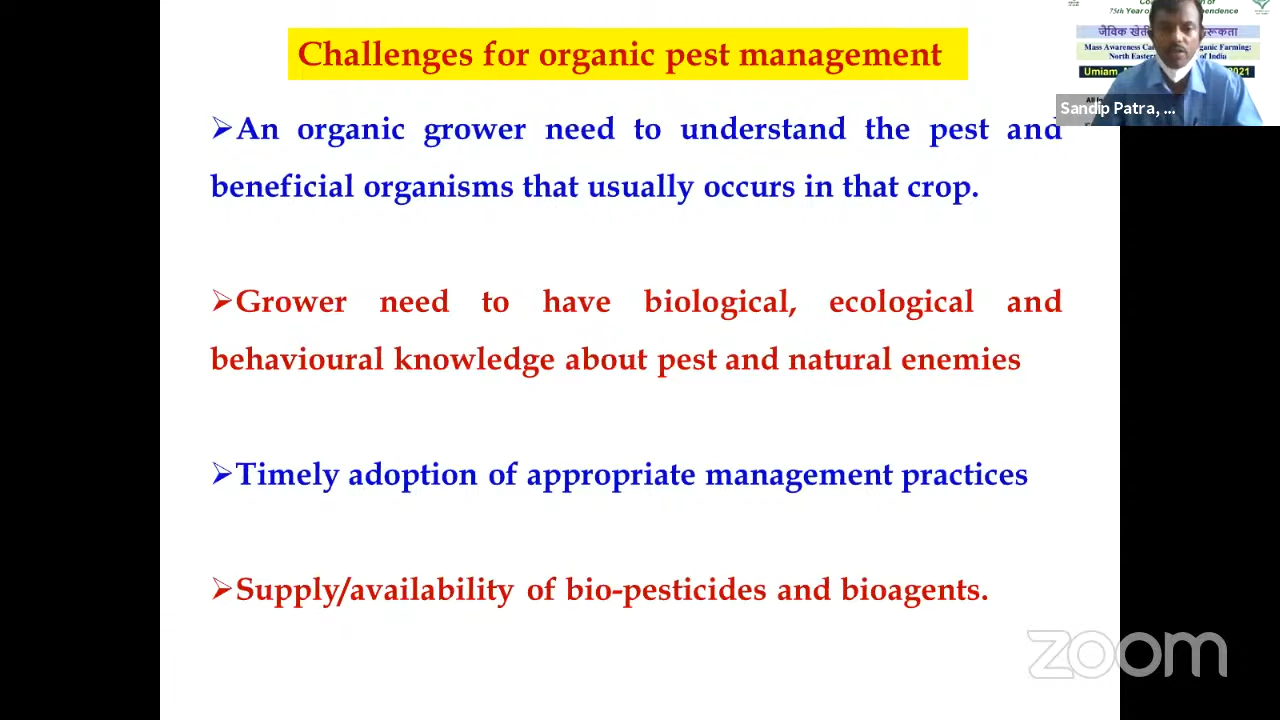 Challenges for organic pest management
➢An organic grower need to understand the pest and
beneficial organisms that usually occurs in that crop.
➢Grower need to have biological, ecological and
behavioural knowledge about pest and natural enemies
➢Timely adoption of appropriate management practices
➢Supply/availability of bio-pesticides and bioagents.
75th Year o
जैविक खेती
Mass Awareness
North Eastern of India
Umiam, 2021
Sandip Patra, ...
zoom